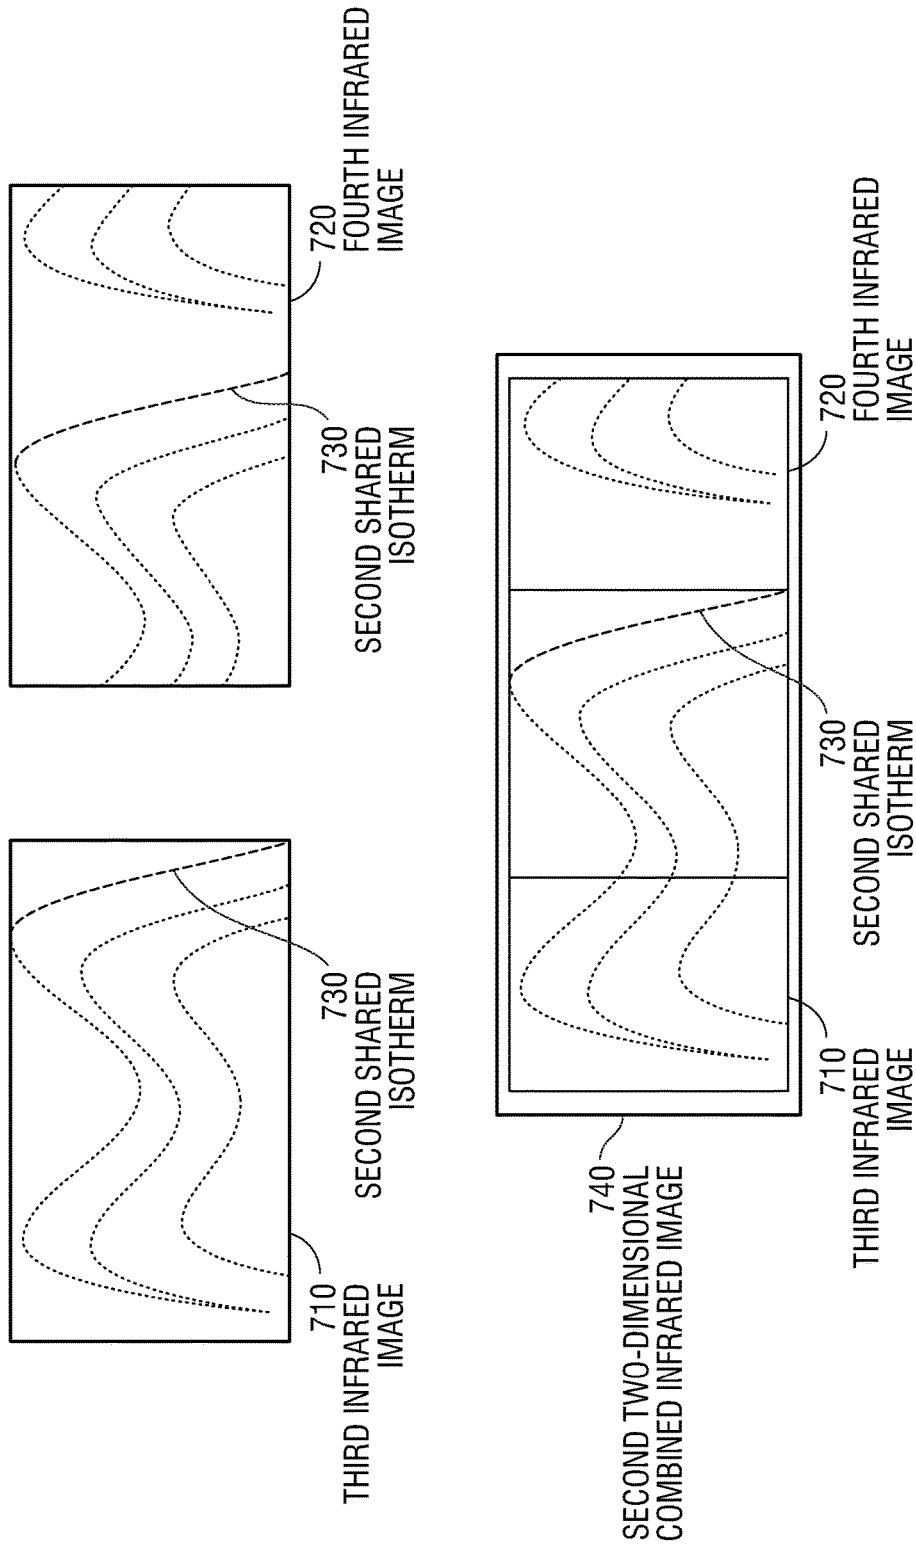 710
THIRD INFRARED
IMAGE
730
SECOND SHARED
ISOTHERM
730
SECOND SHARED
ISOTHERM
720
FOURTH INFRARED
IMAGE
740
SECOND TWO-DIMENSIONAL
COMBINED INFRARED IMAGE
710
THIRD INFRARED
IMAGE
730
SECOND SHARED
ISOTHERM
720
FOURTH INFRARED
IMAGE